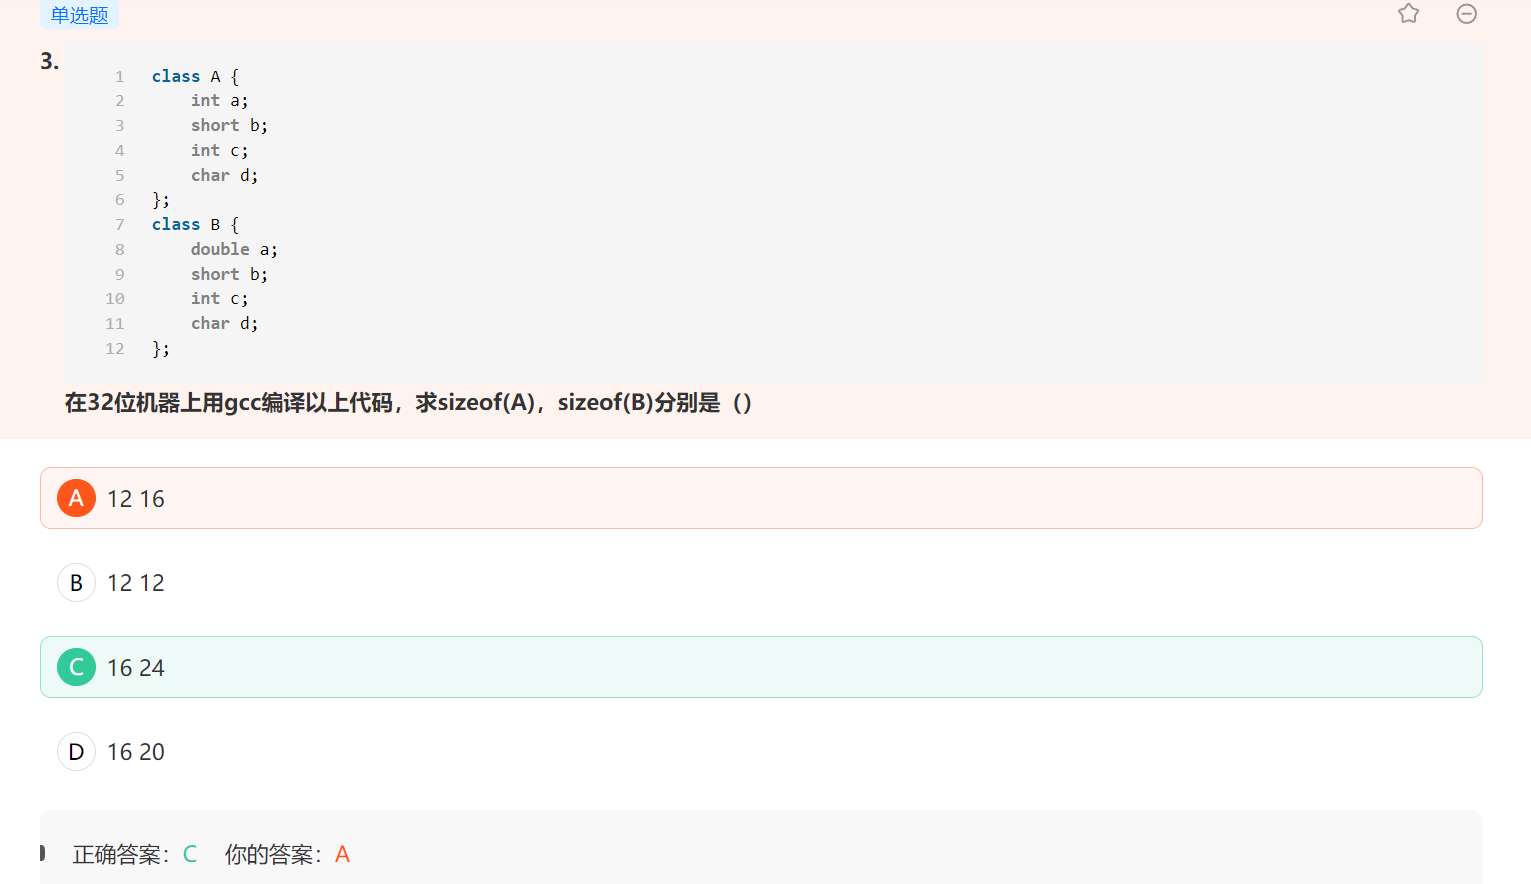 单选题
3.
1 class A {
2     int a;
3     short b;
4     int c;
5     char d;
6 };
7 class B {
8     double a;
9     short b;
10     int c;
11     char d;
12 };
在32位机器上用gcc编译以上代码，求sizeof(A)，sizeof(B)分别是（）
A 12 16
B 12 12
C 16 24
D 16 20
正确答案：C 你的答案：A